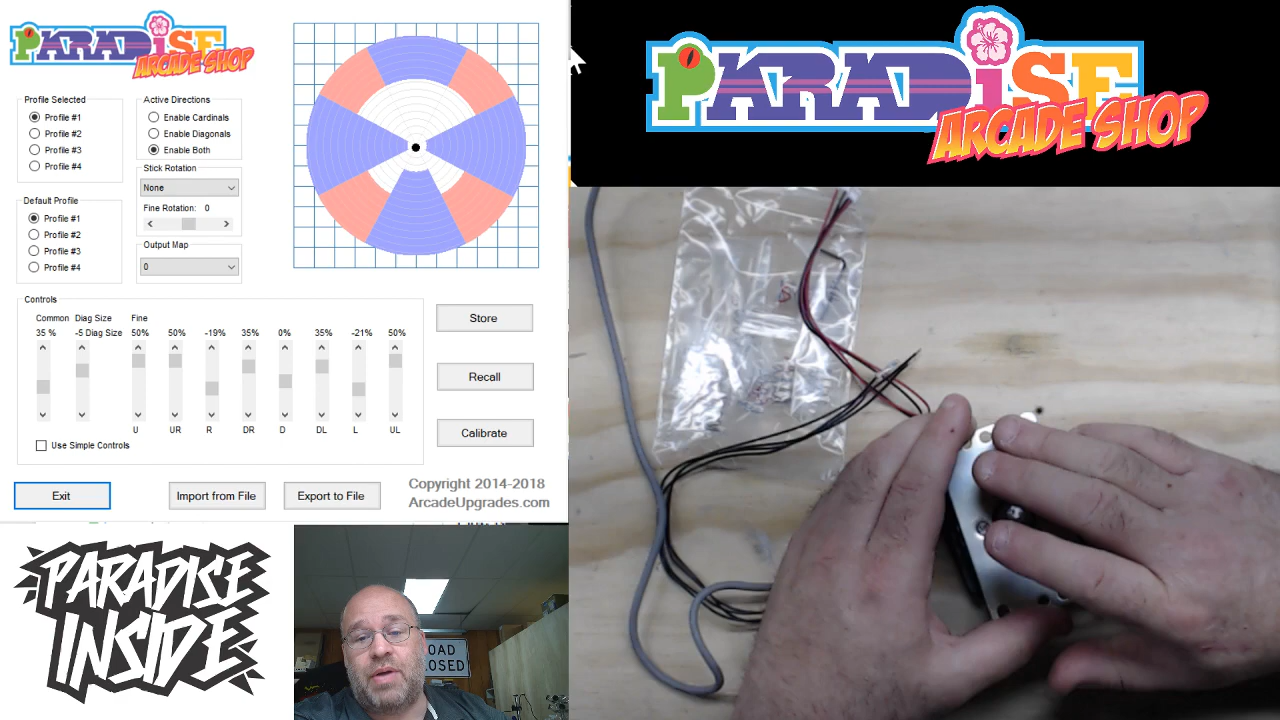 PARADISE
ARCADE SHOP
Profile Selected
Profile #1
Profile #2
Profile #3
Profile #4
Default Profile
Profile #1
Profile #2
Profile #3
Profile #4
Active Directions
Enable Cardinals
Enable Diagonals
Enable Both
Stick Rotation
None
Fine Rotation: 0
Output Map
0
Controls
Common Diag Size Fine
35 % -5 Diag Size 50% 50% -19% 35% 0% 35% -21% 50%
U UR R DR D DL L UL
Use Simple Controls
Store
Recall
Calibrate
Exit
Import from File
Export to File
Copyright 2014-2018
ArcadeUpgrades.com
PARADISE
INSIDE
OAD
OSED
PARADISE
ARCADE SHOP